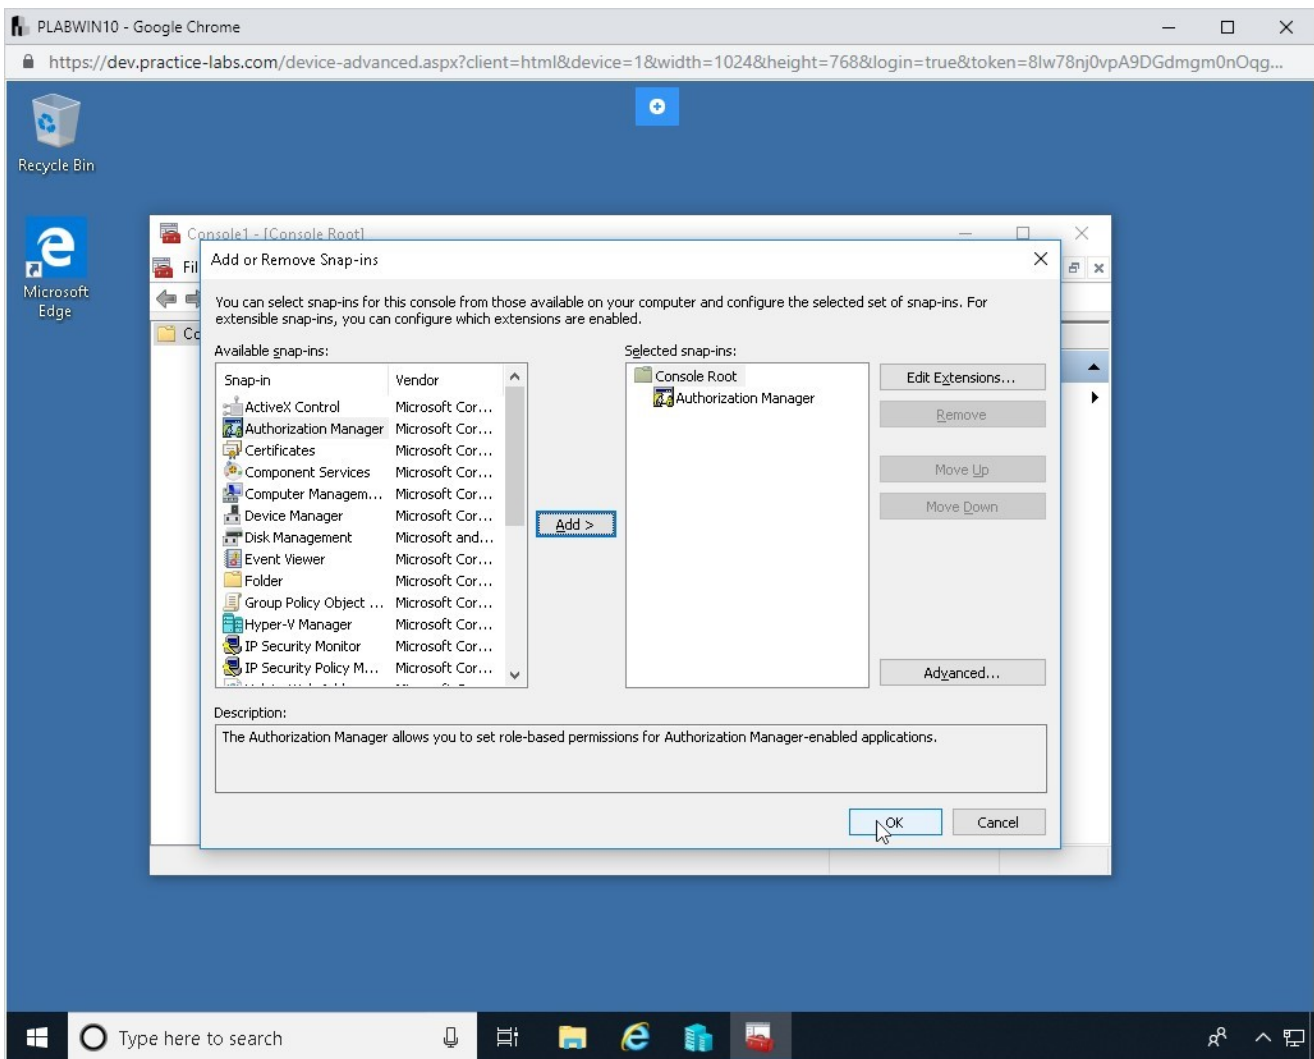 PLABWIN10 - Google Chrome
https://dev.practice-labs.com/device-advanced.aspx?client=html&device=1&width=1024&height=768&login=true&token=8lw78nj0vpA9DGdmgm0nOqg...
Recycle Bin
Microsoft
Edge
Console1 - [Console Root]
Fil
Co
Add or Remove Snap-ins
You can select snap-ins for this console from those available on your computer and configure the selected set of snap-ins. For
extensible snap-ins, you can configure which extensions are enabled.
Available snap-ins:
Snap-in Vendor
ActiveX Control Microsoft Cor...
Authorization Manager Microsoft Cor...
Certificates Microsoft Cor...
Component Services Microsoft Cor...
Computer Managem... Microsoft Cor...
Device Manager Microsoft Cor...
Disk Management Microsoft and...
Event Viewer Microsoft Cor...
Folder Microsoft Cor...
Group Policy Object ... Microsoft Cor...
Hyper-V Manager Microsoft Cor...
IP Security Monitor Microsoft Cor...
IP Security Policy M... Microsoft Cor...
Add >
Selected snap-ins:
Console Root
Authorization Manager
Edit Extensions...
Remove
Move Up
Move Down
Advanced...
Description:
The Authorization Manager allows you to set role-based permissions for Authorization Manager-enabled applications.
OK Cancel
Type here to search